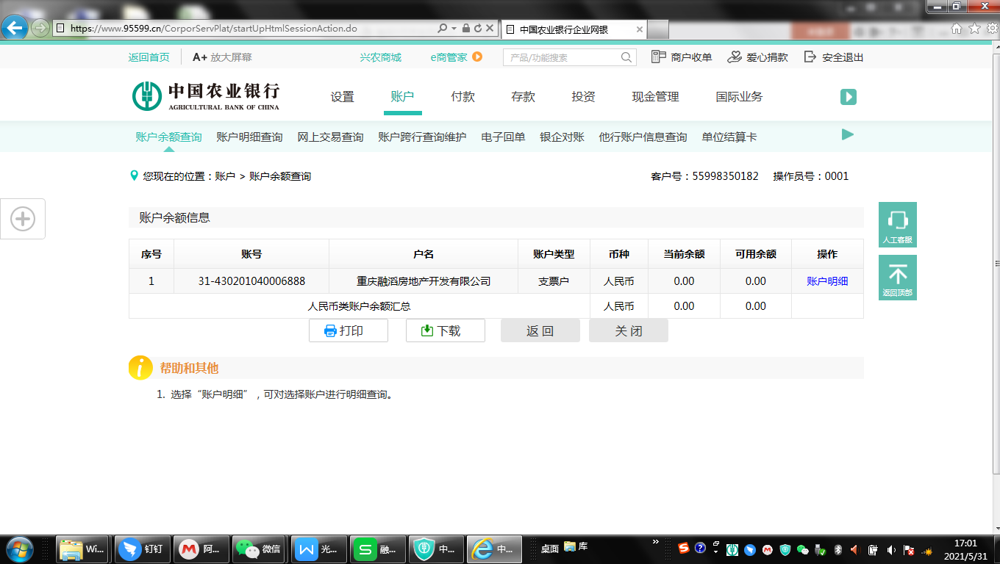 https://www.95599.cn/CorporServPlat/startUpHtmlSessionAction.do
中国农业银行企业网银
返回首页 A+ 放大屏幕 兴农商城 e商管家 产品/功能搜索 商户收单 爱心捐款 安全退出
中国农业银行
AGRICULTURAL BANK OF CHINA
设置 账户 付款 存款 投资 现金管理 国际业务
账户余额查询 账户明细查询 网上交易查询 账户跨行查询维护 电子回单 银企对账 他行账户信息查询 单位结算卡
您现在的位置：账户 > 账户余额查询 客户号：55998350182 操作员号：0001
账户余额信息
人工客服
序号 账号 户名 账户类型 币种 当前余额 可用余额 操作
1 31-430201040006888 重庆融滔房地产开发有限公司 支票户 人民币 0.00 0.00 账户明细
返回顶部
人民币类账户余额汇总 人民币 0.00 0.00
打印 下载 返回 关闭
帮助和其他
1. 选择“账户明细”，可对选择账户进行明细查询。
Wi... 钉钉 阿... 微信 光... 融... 中... 中... 桌面 库
17:01
2021/5/31